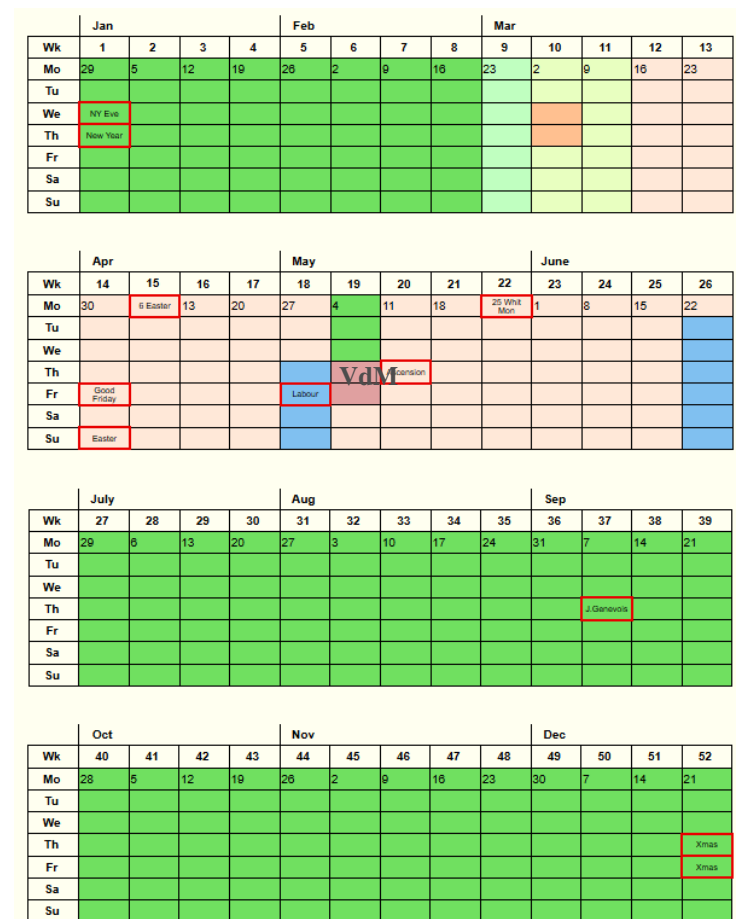 Jan Feb Mar
Wk 1 2 3 4 5 6 7 8 9 10 11 12 13
Mo 29 5 12 19 26 2 9 16 23 2 9 16 23
Tu
We NY Eve
Th New Year
Fr
Sa
Su
Apr May June
Wk 14 15 16 17 18 19 20 21 22 23 24 25 26
Mo 30 6 Easter 13 20 27 4 11 18 25 Whit Mon 1 8 15 22
Tu
We
Th VdM
Fr Good Friday Labour
Sa
Su Easter
July Aug Sep
Wk 27 28 29 30 31 32 33 34 35 36 37 38 39
Mo 29 6 13 20 27 3 10 17 24 31 7 14 21
Tu
We
Th J.Genevois
Fr
Sa
Su
Oct Nov Dec
Wk 40 41 42 43 44 45 46 47 48 49 50 51 52
Mo 28 5 12 19 26 2 9 16 23 30 7 14 21
Tu
We
Th Xmas
Fr Xmas
Sa
Su